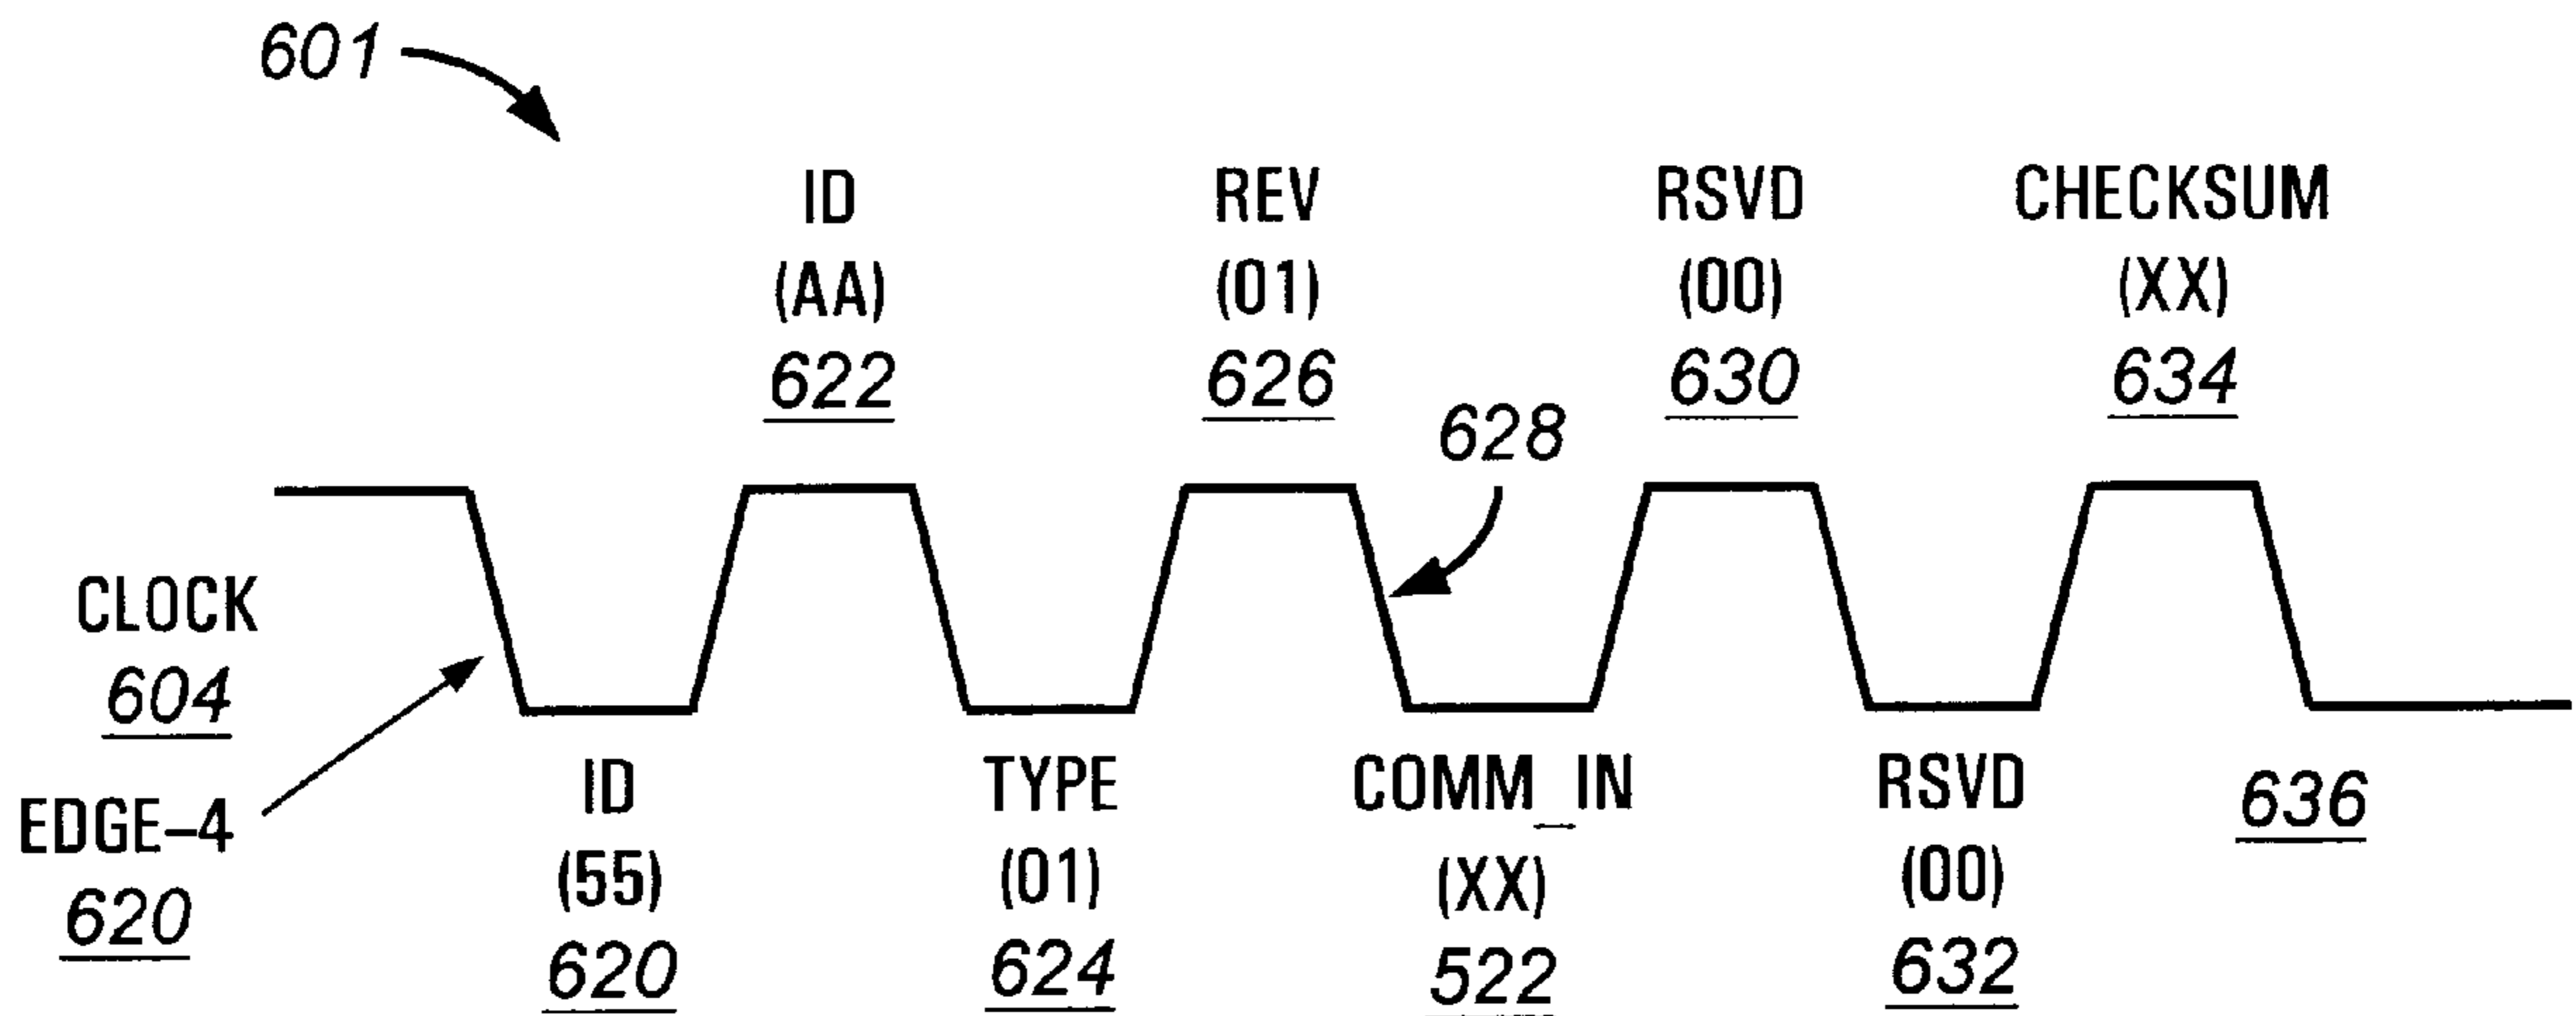 601
ID
(AA)
622
REV
(01)
626
628
RSVD
(00)
630
CHECKSUM
(XX)
634
CLOCK
604
EDGE-4
620
ID
(55)
620
TYPE
(01)
624
COMM_IN
(XX)
522
RSVD
(00)
632
636